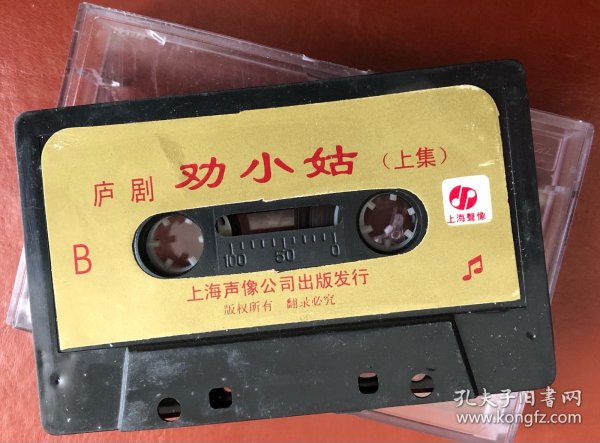 庐剧 劝小姑（上集）
上海聲像
B
100 50 0
上海声像公司出版发行
版权所有 翻录必究
孔夫子旧书网
www.kongfz.com